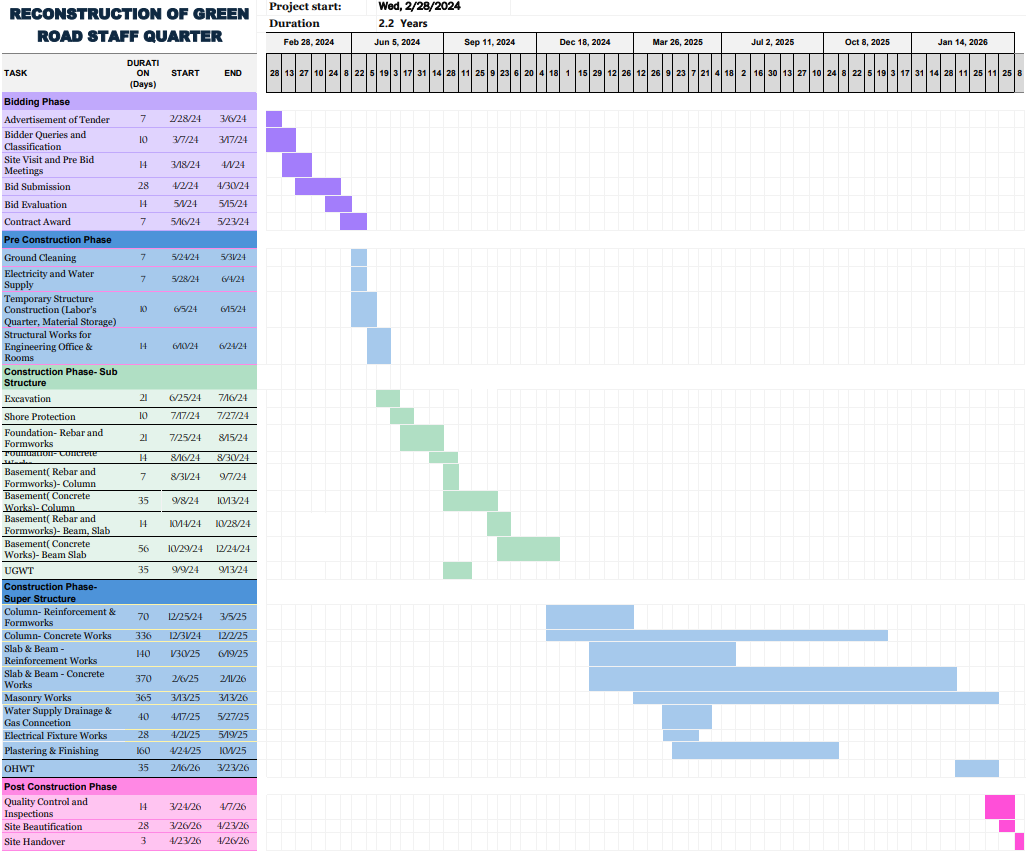 RECONSTRUCTION OF GREEN
ROAD STAFF QUARTER
Project start: Wed, 2/28/2024
Duration 2.2 Years
Feb 28, 2024 Jun 5, 2024 Sep 11, 2024 Dec 18, 2024 Mar 26, 2025 Jul 2, 2025 Oct 8, 2025 Jan 14, 2026
TASK DURATI START END
ON
(Days)
28 13 27 10 24 8 22 5 19 3 17 31 14 28 11 25 9 23 6 20 4 18 1 15 29 12 26 12 26 9 23 7 21 4 18 2 16 30 13 27 10 24 8 22 5 19 3 17 31 14 28 11 25 8
Bidding Phase
Advertisement of Tender 7 2/28/24 3/6/24
Bidder Queries and
Classification 10 3/7/24 3/17/24
Site Visit and Pre Bid
Meetings 14 3/18/24 4/1/24
Bid Submission 28 4/2/24 4/30/24
Bid Evaluation 14 5/1/24 5/15/24
Contract Award 7 5/16/24 5/23/24
Pre Construction Phase
Ground Cleaning 7 5/24/24 5/31/24
Electricity and Water
Supply 7 5/28/24 6/4/24
Temporary Structure
Construction (Labor's 10 6/5/24 6/15/24
Quarter, Material Storage)
Structural Works for
Engineering Office & 14 6/10/24 6/24/24
Rooms
Construction Phase- Sub
Structure
Excavation 21 6/25/24 7/16/24
Shore Protection 10 7/17/24 7/27/24
Foundation- Rebar and
Formworks 21 7/25/24 8/15/24
Foundation- Concrete
Works 14 8/16/24 8/30/24
Basement( Rebar and
Formworks)- Column 7 8/31/24 9/7/24
Basement( Concrete
Works)- Column 35 9/8/24 10/13/24
Basement( Rebar and
Formworks)- Beam, Slab 14 10/14/24 10/28/24
Basement( Concrete
Works)- Beam Slab 56 10/29/24 12/24/24
UGWT 35 9/9/24 9/13/24
Construction Phase-
Super Structure
Column- Reinforcement &
Formworks 70 12/25/24 3/5/25
Column- Concrete Works 336 12/31/24 12/2/25
Slab & Beam -
Reinforcement Works 140 1/30/25 6/19/25
Slab & Beam - Concrete
Works 370 2/6/25 2/11/26
Masonry Works 365 3/13/25 3/13/26
Water Supply Drainage &
Gas Conncetion 40 4/17/25 5/27/25
Electrical Fixture Works 28 4/21/25 5/19/25
Plastering & Finishing 160 4/24/25 10/1/25
OHWT 35 2/16/26 3/23/26
Post Construction Phase
Quality Control and
Inspections 14 3/24/26 4/7/26
Site Beautification 28 3/26/26 4/23/26
Site Handover 3 4/23/26 4/26/26